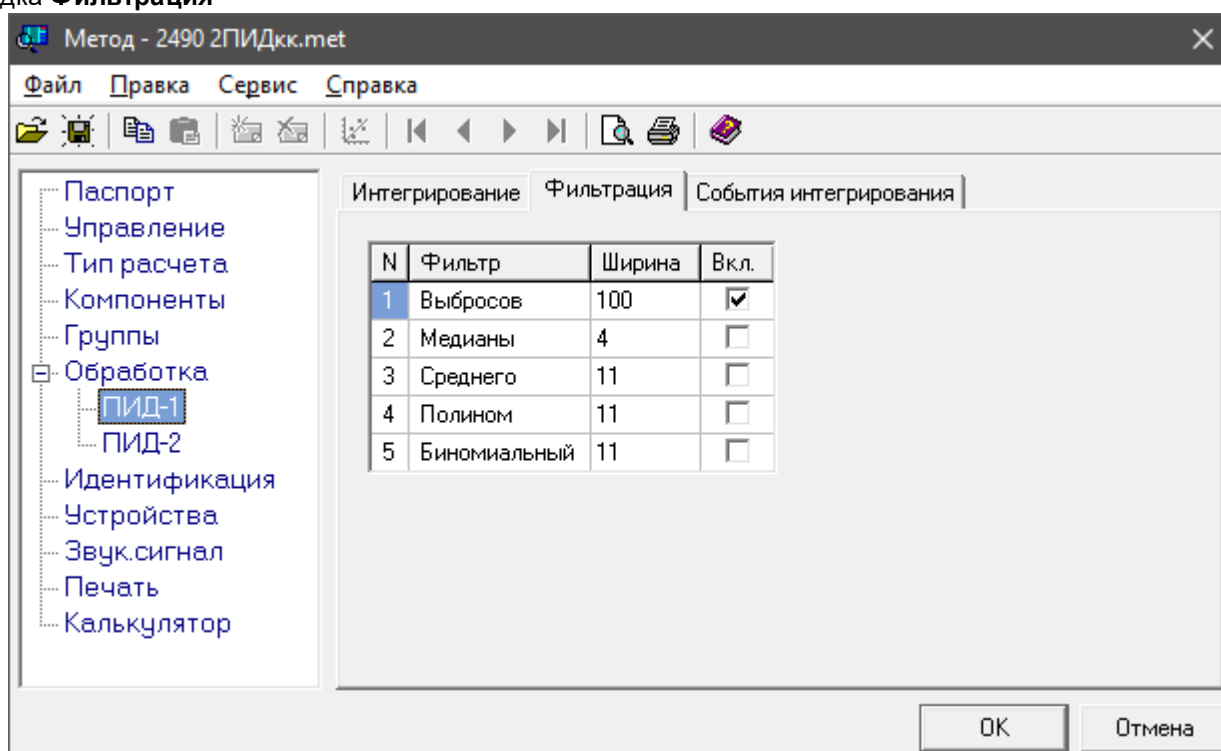 дка Фильтрация
Метод - 2490 2ПИДкк.met
Файл Правка Сервис Справка
Паспорт
Управление
Тип расчета
Компоненты
Группы
Обработка
ПИД-1
ПИД-2
Идентификация
Устройства
Звук.сигнал
Печать
Калькулятор
Интегрирование Фильтрация События интегрирования
N Фильтр Ширина Вкл.
1 Выбросов 100
2 Медианы 4
3 Среднего 11
4 Полином 11
5 Биномиальный 11
OK Отмена